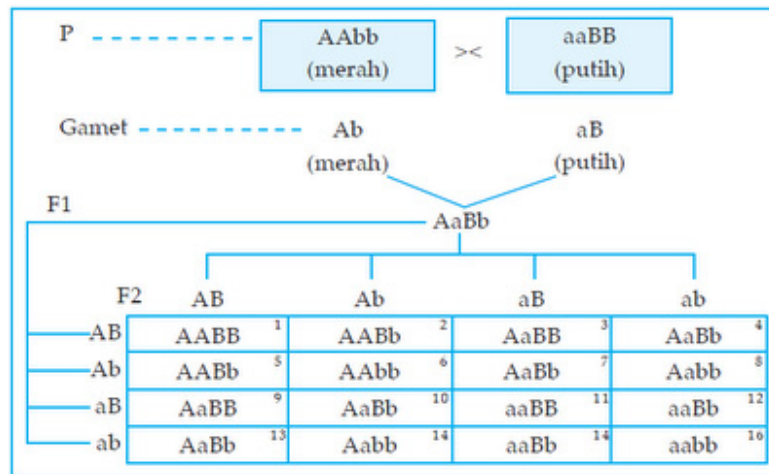 P AAbb >< aaBB
(merah) (putih)
Gamet Ab aB
(merah) (putih)
F1 AaBb
F2 AB Ab aB ab
AB AABB 1 AABb 2 AaBB 3 AaBb 4
Ab AABb 5 AAbb 6 AaBb 7 Aabb 8
aB AaBB 9 AaBb 10 aaBB 11 aaBb 12
ab AaBb 13 Aabb 14 aaBb 14 aabb 16